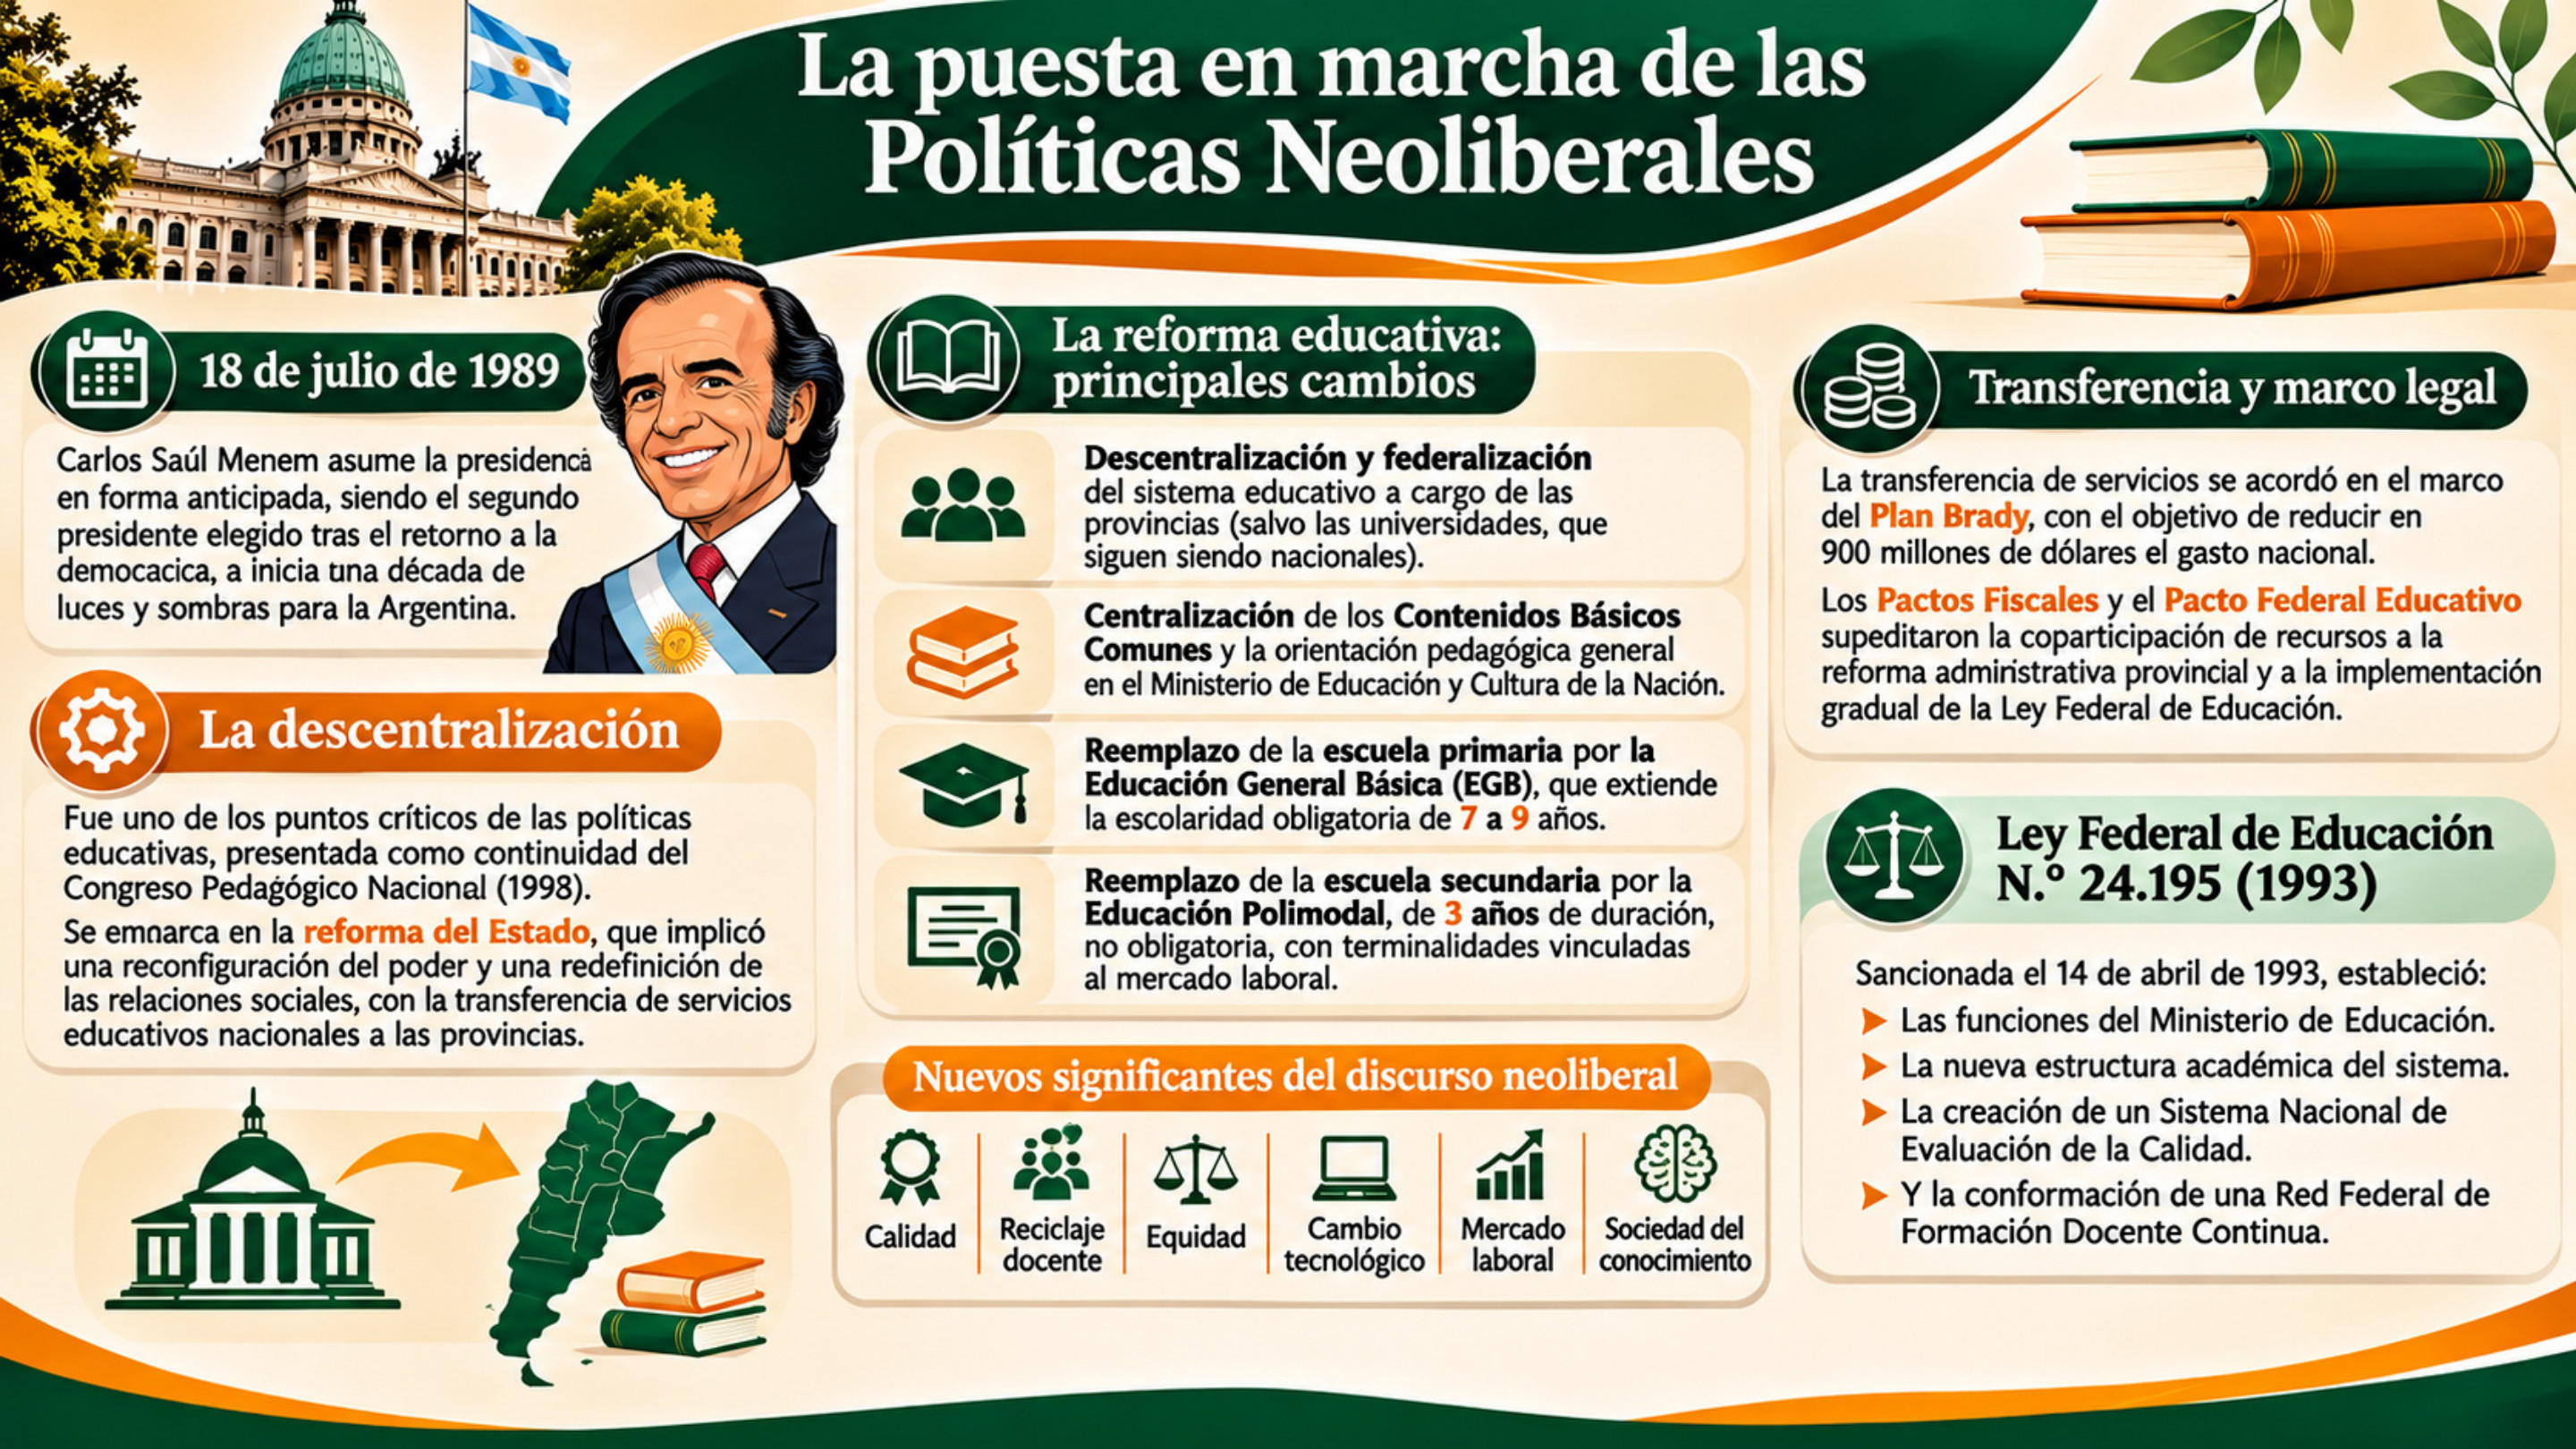 La puesta en marcha de las
Políticas Neoliberales
18 de julio de 1989
Carlos Saúl Menem asume la presidencà
en forma anticipada, siendo el segundo
presidente elegido tras el retorno a la
democacica, a inicia una década de
luces y sombras para la Argentina.
La descentralización
Fue uno de los puntos críticos de las políticas
educativas, presentada como continuidad del
Congreso Pedagógico Nacional (1998).
Se emnarca en la reforma del Estado, que implicó
una reconfiguración del poder y una redefinición de
las relaciones sociales, con la transferencia de servicios
educativos nacionales a las provincias.
La reforma educativa:
principales cambios
Descentralización y federalización
del sistema educativo a cargo de las
provincias (salvo las universidades, que
siguen siendo nacionales).
Centralización de los Contenidos Básicos
Comunes y la orientación pedagógica general
en el Ministerio de Educación y Cultura de la Nación.
Reemplazo de la escuela primaria por la
Educación General Básica (EGB), que extiende
la escolaridad obligatoria de 7 a 9 años.
Reemplazo de la escuela secundaria por la
Educación Polimodal, de 3 años de duración,
no obligatoria, con terminalidades vinculadas
al mercado laboral.
Nuevos significantes del discurso neoliberal
Calidad
Reciclaje
docente
Equidad
Cambio
tecnológico
Mercado
laboral
Sociedad del
conocimiento
Transferencia y marco legal
La transferencia de servicios se acordó en el marco
del Plan Brady, con el objetivo de reducir en
900 millones de dólares el gasto nacional.
Los Pactos Fiscales y el Pacto Federal Educativo
supeditaron la coparticipación de recursos a la
reforma administrativa provincial y a la implementación
gradual de la Ley Federal de Educación.
Ley Federal de Educación
N.º 24.195 (1993)
Sancionada el 14 de abril de 1993, estableció:
Las funciones del Ministerio de Educación.
La nueva estructura académica del sistema.
La creación de un Sistema Nacional de
Evaluación de la Calidad.
Y la conformación de una Red Federal de
Formación Docente Continua.